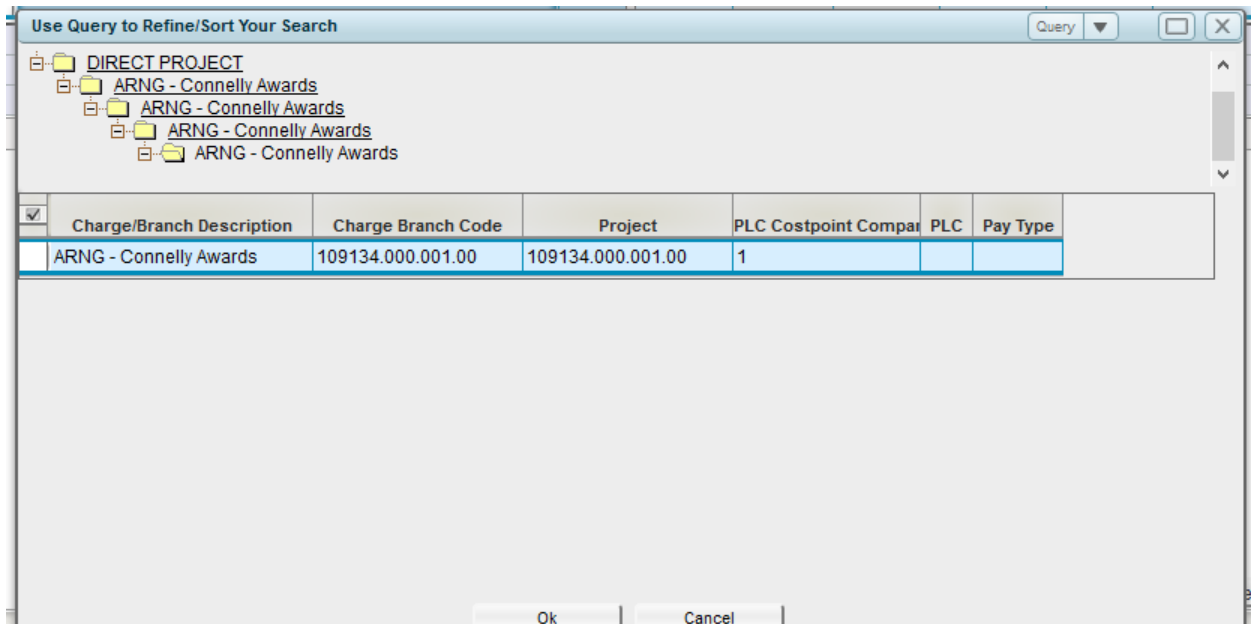 Use Query to Refine/Sort Your Search Query
DIRECT PROJECT
ARNG - Connelly Awards
ARNG - Connelly Awards
ARNG - Connelly Awards
ARNG - Connelly Awards
Charge/Branch Description Charge Branch Code Project PLC Costpoint Compar PLC Pay Type
ARNG - Connelly Awards 109134.000.001.00 109134.000.001.00 1
Ok Cancel